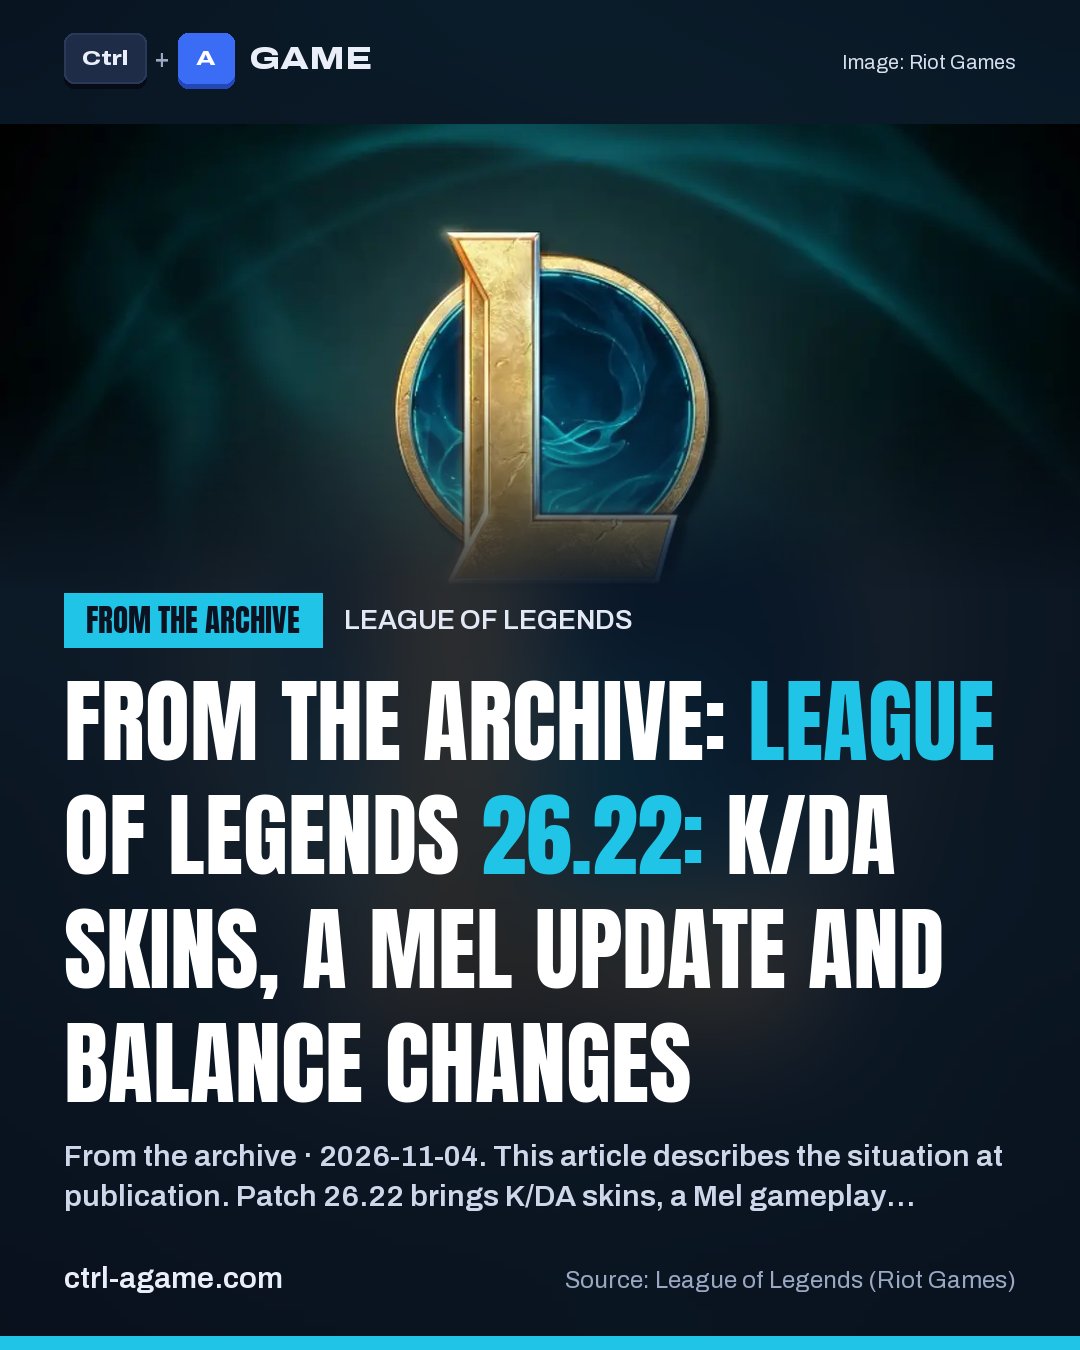 Ctrl + A GAME
Image: Riot Games
FROM THE ARCHIVE LEAGUE OF LEGENDS
FROM THE ARCHIVE: LEAGUE
OF LEGENDS 26.22: K/DA
SKINS, A MEL UPDATE AND
BALANCE CHANGES
From the archive · 2026-11-04. This article describes the situation at
publication. Patch 26.22 brings K/DA skins, a Mel gameplay...
ctrl-agame.com
Source: League of Legends (Riot Games)